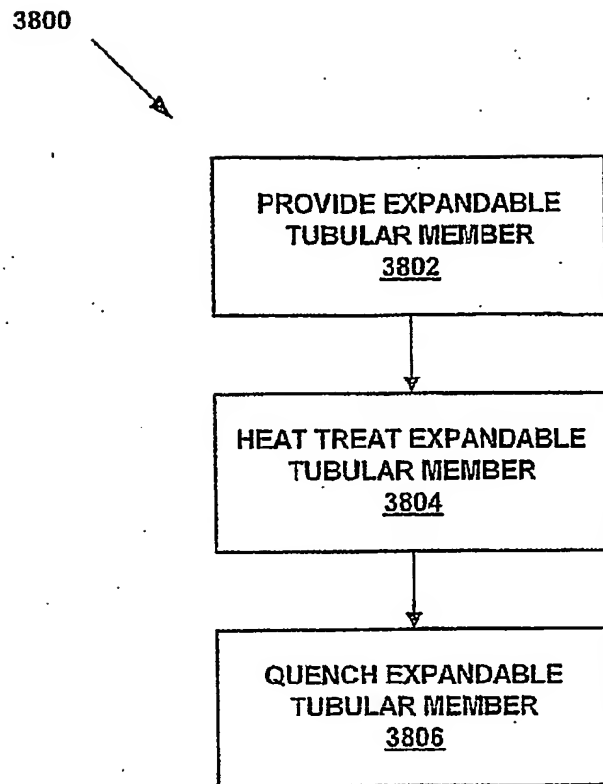 3800
PROVIDE EXPANDABLE
TUBULAR MEMBER
3802
HEAT TREAT EXPANDABLE
TUBULAR MEMBER
3804
QUENCH EXPANDABLE
TUBULAR MEMBER
3806